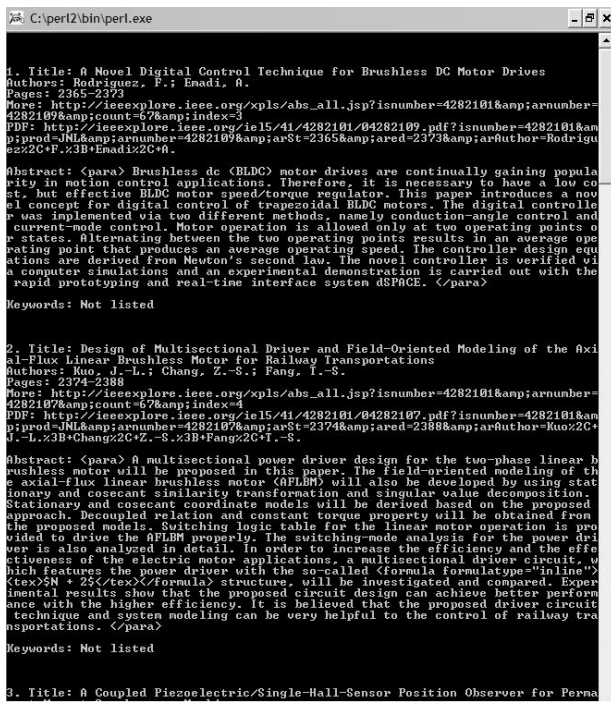 C:\perl2\bin\perl.exe
1. Title: A Novel Digital Control Technique for Brushless DC Motor Drives
Authors: Rodriguez, F.; Emadi, A.
Pages: 2365-2373
More: http://ieeexplore.ieee.org/xpls/abs_all.jsp?isnumber=4282101&amp;arnumber=
4282109&amp;count=67&amp;index=3
PDF: http://ieeexplore.ieee.org/iel5/41/4282101/04282109.pdf?isnumber=4282101&am
p;prod=JNL&amp;arnumber=4282109&amp;arSt=2365&amp;ared=2373&amp;arAuthor=Rodrigu
ez%2C+F.%3B+Emadi%2C+A.
Abstract: <para> Brushless dc (BLDC) motor drives are continually gaining popula
rity in motion control applications. Therefore, it is necessary to have a low co
st, but effective BLDC motor speed/torque regulator. This paper introduces a nov
el concept for digital control of trapezoidal BLDC motors. The digital controlle
r was implemented via two different methods, namely conduction-angle control and
current-mode control. Motor operation is allowed only at two operating points o
r states. Alternating between the two operating points results in an average ope
rating point that produces an average operating speed. The controller design equ
ations are derived from Newton's second law. The novel controller is verified vi
a computer simulations and an experimental demonstration is carried out with the
rapid prototyping and real-time interface system dSPACE. </para>
Keywords: Not listed
2. Title: Design of Multisectional Driver and Field-Oriented Modeling of the Axi
al-Flux Linear Brushless Motor for Railway Transportations
Authors: Kuo, J.-L.; Chang, Z.-S.; Fang, T.-S.
Pages: 2374-2388
More: http://ieeexplore.ieee.org/xpls/abs_all.jsp?isnumber=4282101&amp;arnumber=
4282107&amp;count=67&amp;index=4
PDF: http://ieeexplore.ieee.org/iel5/41/4282101/04282107.pdf?isnumber=4282101&am
p;prod=JNL&amp;arnumber=4282107&amp;arSt=2374&amp;ared=2388&amp;arAuthor=Kuo%2C+
J.-L.%3B+Chang%2C+Z.-S.%3B+Fang%2C+T.-S.
Abstract: <para> A multisectional power driver design for the two-phase linear b
rushless motor will be proposed in this paper. The field-oriented modeling of th
e axial-flux linear brushless motor (AFLBM) will also be developed by using stat
ionary and cosecant similarity transformation and singular value decomposition.
Stationary and cosecant coordinate models will be derived based on the proposed
approach. Decoupled relation and constant torque property will be obtained from
the proposed models. Switching logic table for the linear motor operation is pro
vided to drive the AFLBM properly. The switching-mode analysis for the power dri
ver is also analyzed in detail. In order to increase the efficiency and the effe
ctiveness of the electric motor applications, a multisectional driver circuit, w
hich features the power driver with the so-called <formula formulatype="inline">
<tex>$N + 2$</tex></formula> structure, will be investigated and compared. Exper
imental results show that the proposed circuit design can achieve better perform
ance with the higher efficiency. It is believed that the proposed driver circuit
technique and system modeling can be very helpful to the control of railway tra
nsportations. </para>
Keywords: Not listed
3. Title: A Coupled Piezoelectric/Single-Hall-Sensor Position Observer for Perma